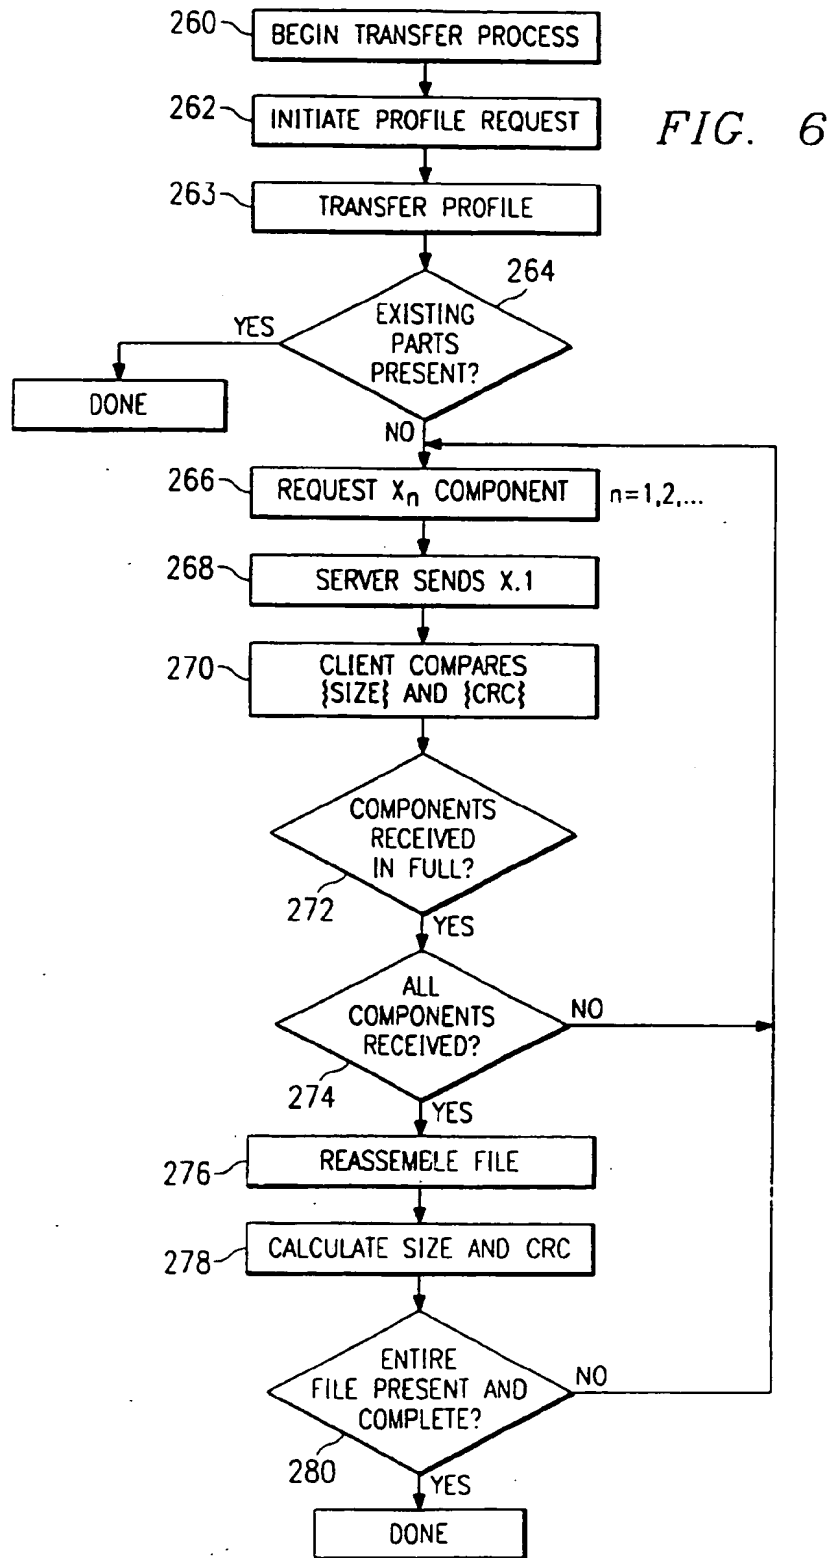 260
BEGIN TRANSFER PROCESS
262
INITIATE PROFILE REQUEST
FIG. 6
263
TRANSFER PROFILE
264
EXISTING
PARTS
PRESENT?
YES
DONE
NO
266
REQUEST Xn COMPONENT
n=1,2,...
268
SERVER SENDS X.1
270
CLIENT COMPARES
{SIZE} AND {CRC}
COMPONENTS
RECEIVED
IN FULL?
272
YES
ALL
COMPONENTS
RECEIVED?
NO
274
YES
276
REASSEMBLE FILE
278
CALCULATE SIZE AND CRC
ENTIRE
FILE PRESENT AND
COMPLETE?
NO
280
YES
DONE